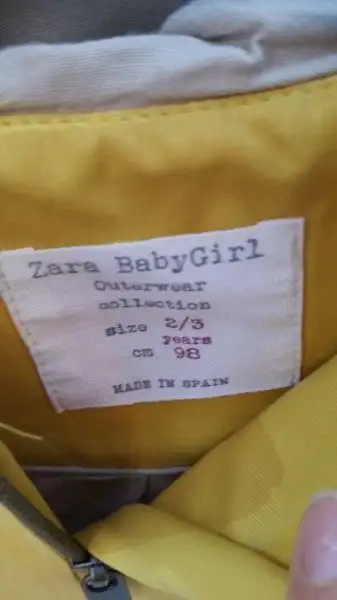 Zara BabyGirl
Outerwear
collection
size 2/3
years
cm 98
MADE IN SPAIN